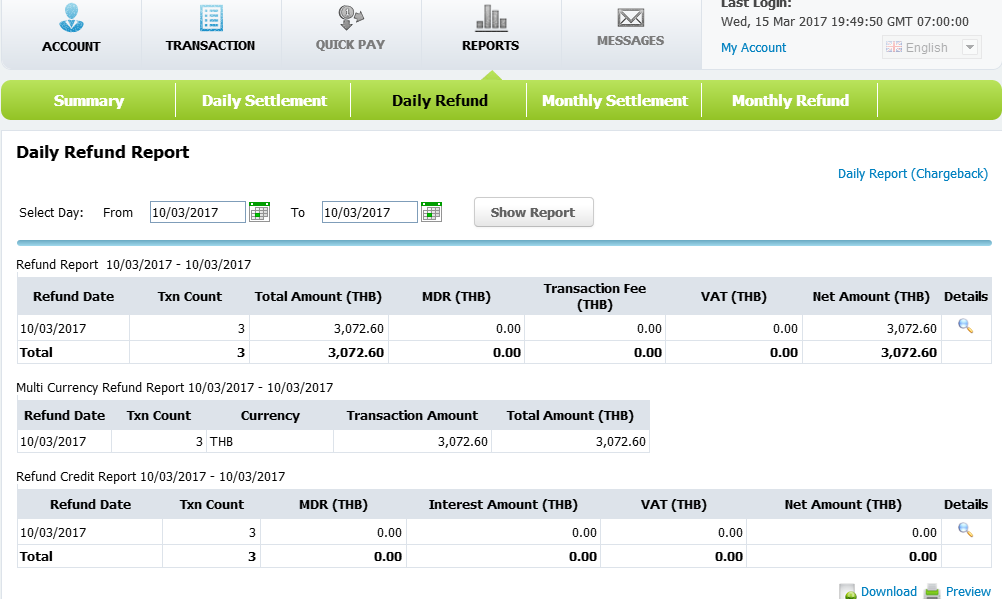 Last Login:
Wed, 15 Mar 2017 19:49:50 GMT 07:00:00
ACCOUNT TRANSACTION QUICK PAY REPORTS MESSAGES
My Account English
Summary Daily Settlement Daily Refund Monthly Settlement Monthly Refund
Daily Refund Report
Daily Report (Chargeback)
Select Day: From 10/03/2017 To 10/03/2017 Show Report
Refund Report 10/03/2017 - 10/03/2017
Refund Date Txn Count Total Amount (THB) MDR (THB) Transaction Fee (THB) VAT (THB) Net Amount (THB) Details
10/03/2017 3 3,072.60 0.00 0.00 0.00 3,072.60
Total 3 3,072.60 0.00 0.00 0.00 3,072.60
Multi Currency Refund Report 10/03/2017 - 10/03/2017
Refund Date Txn Count Currency Transaction Amount Total Amount (THB)
10/03/2017 3 THB 3,072.60 3,072.60
Refund Credit Report 10/03/2017 - 10/03/2017
Refund Date Txn Count MDR (THB) Interest Amount (THB) VAT (THB) Net Amount (THB) Details
10/03/2017 3 0.00 0.00 0.00 0.00
Total 3 0.00 0.00 0.00 0.00
Download Preview